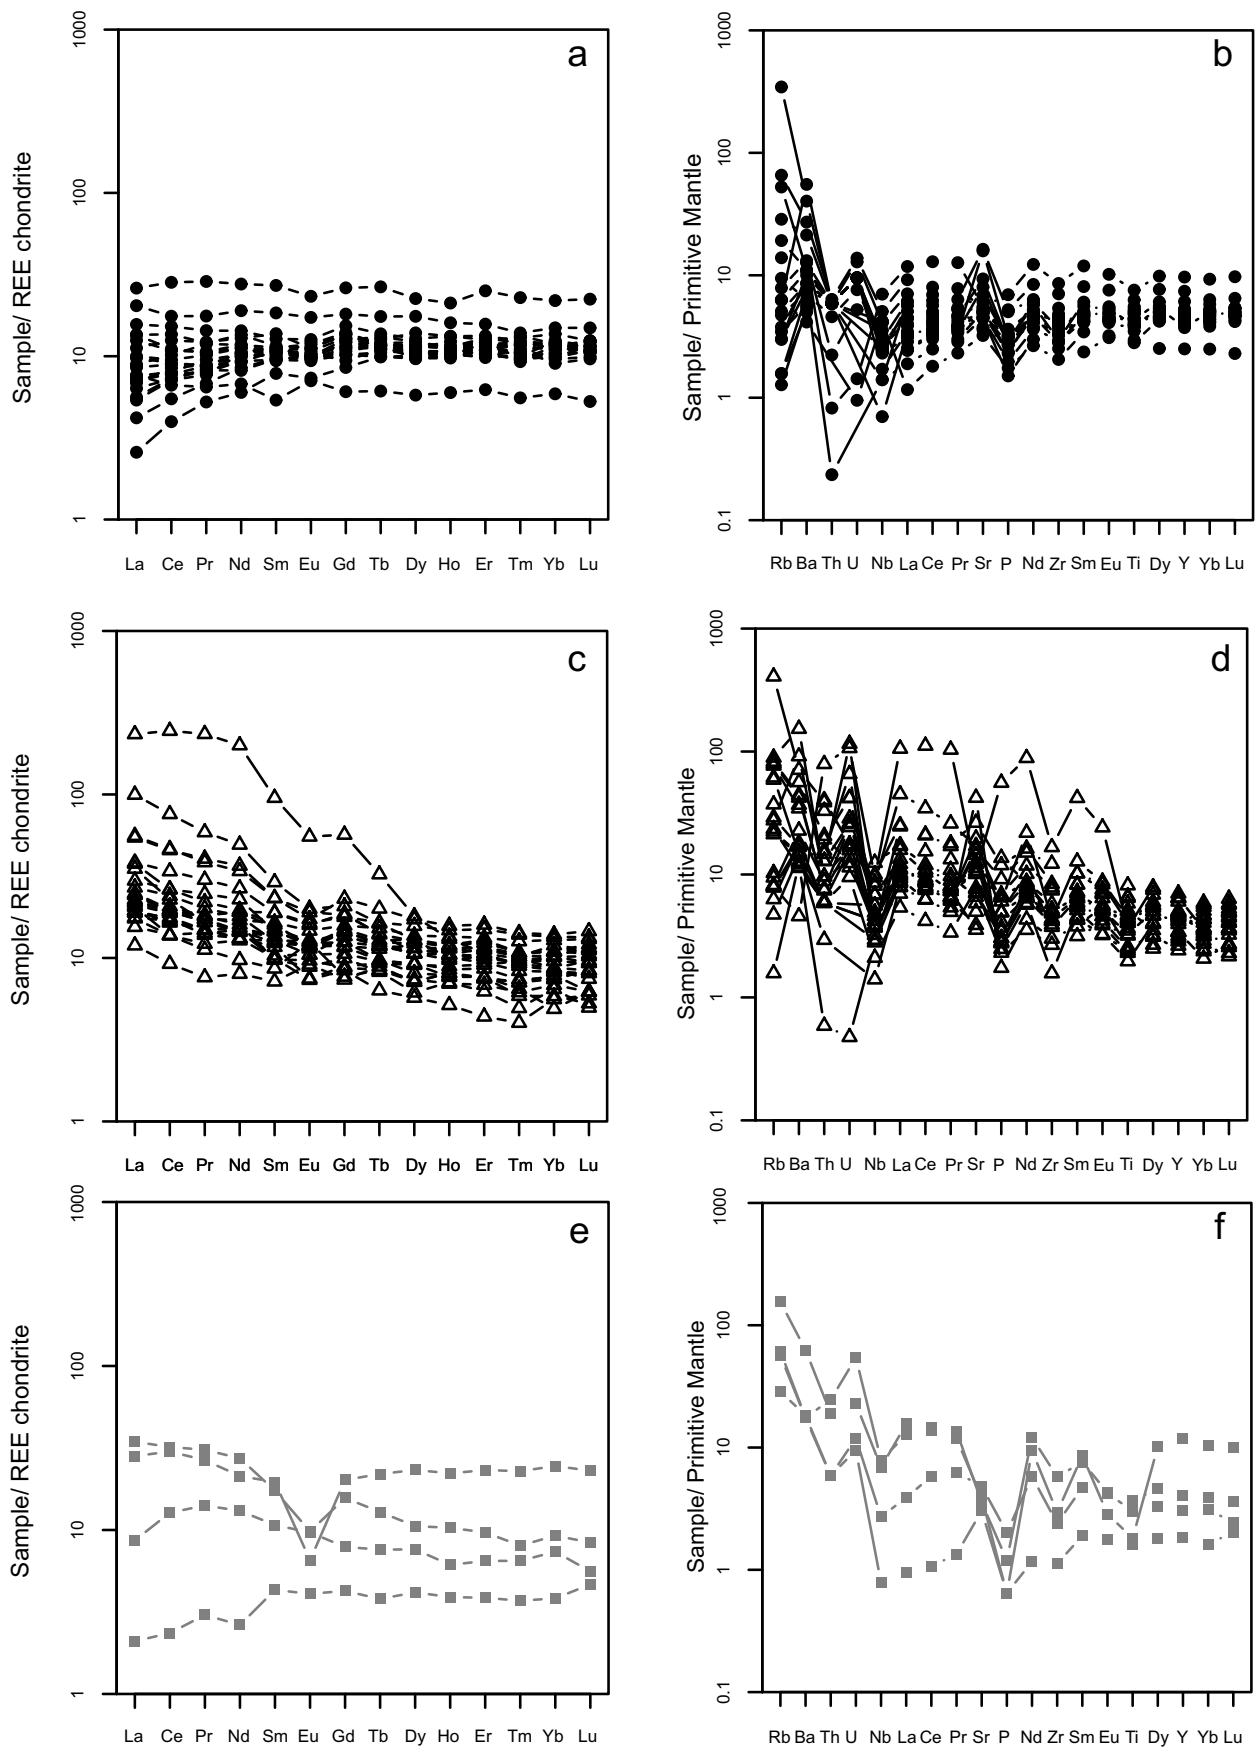 a
1000
100
10
1
Sample/ REE chondrite
La Ce Pr Nd Sm Eu Gd Tb Dy Ho Er Tm Yb Lu
b
1000
100
10
1
0.1
Sample/ Primitive Mantle
Rb Ba Th U Nb La Ce Pr Sr P Nd Zr Sm Eu Ti Dy Y Yb Lu
c
1000
100
10
1
Sample/ REE chondrite
La Ce Pr Nd Sm Eu Gd Tb Dy Ho Er Tm Yb Lu
d
1000
100
10
1
0.1
Sample/ Primitive Mantle
Rb Ba Th U Nb La Ce Pr Sr P Nd Zr Sm Eu Ti Dy Y Yb Lu
e
1000
100
10
1
Sample/ REE chondrite
La Ce Pr Nd Sm Eu Gd Tb Dy Ho Er Tm Yb Lu
f
1000
100
10
1
0.1
Sample/ Primitive Mantle
Rb Ba Th U Nb La Ce Pr Sr P Nd Zr Sm Eu Ti Dy Y Yb Lu